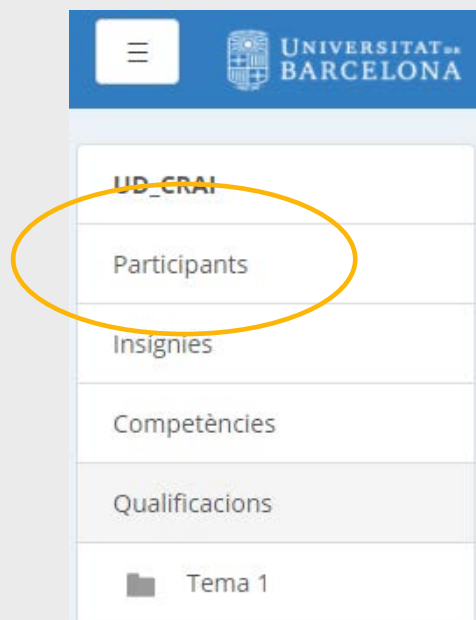 UNIVERSITAT DE
BARCELONA
UD_CRAI
Participants
Insígnies
Competències
Qualificacions
Tema 1